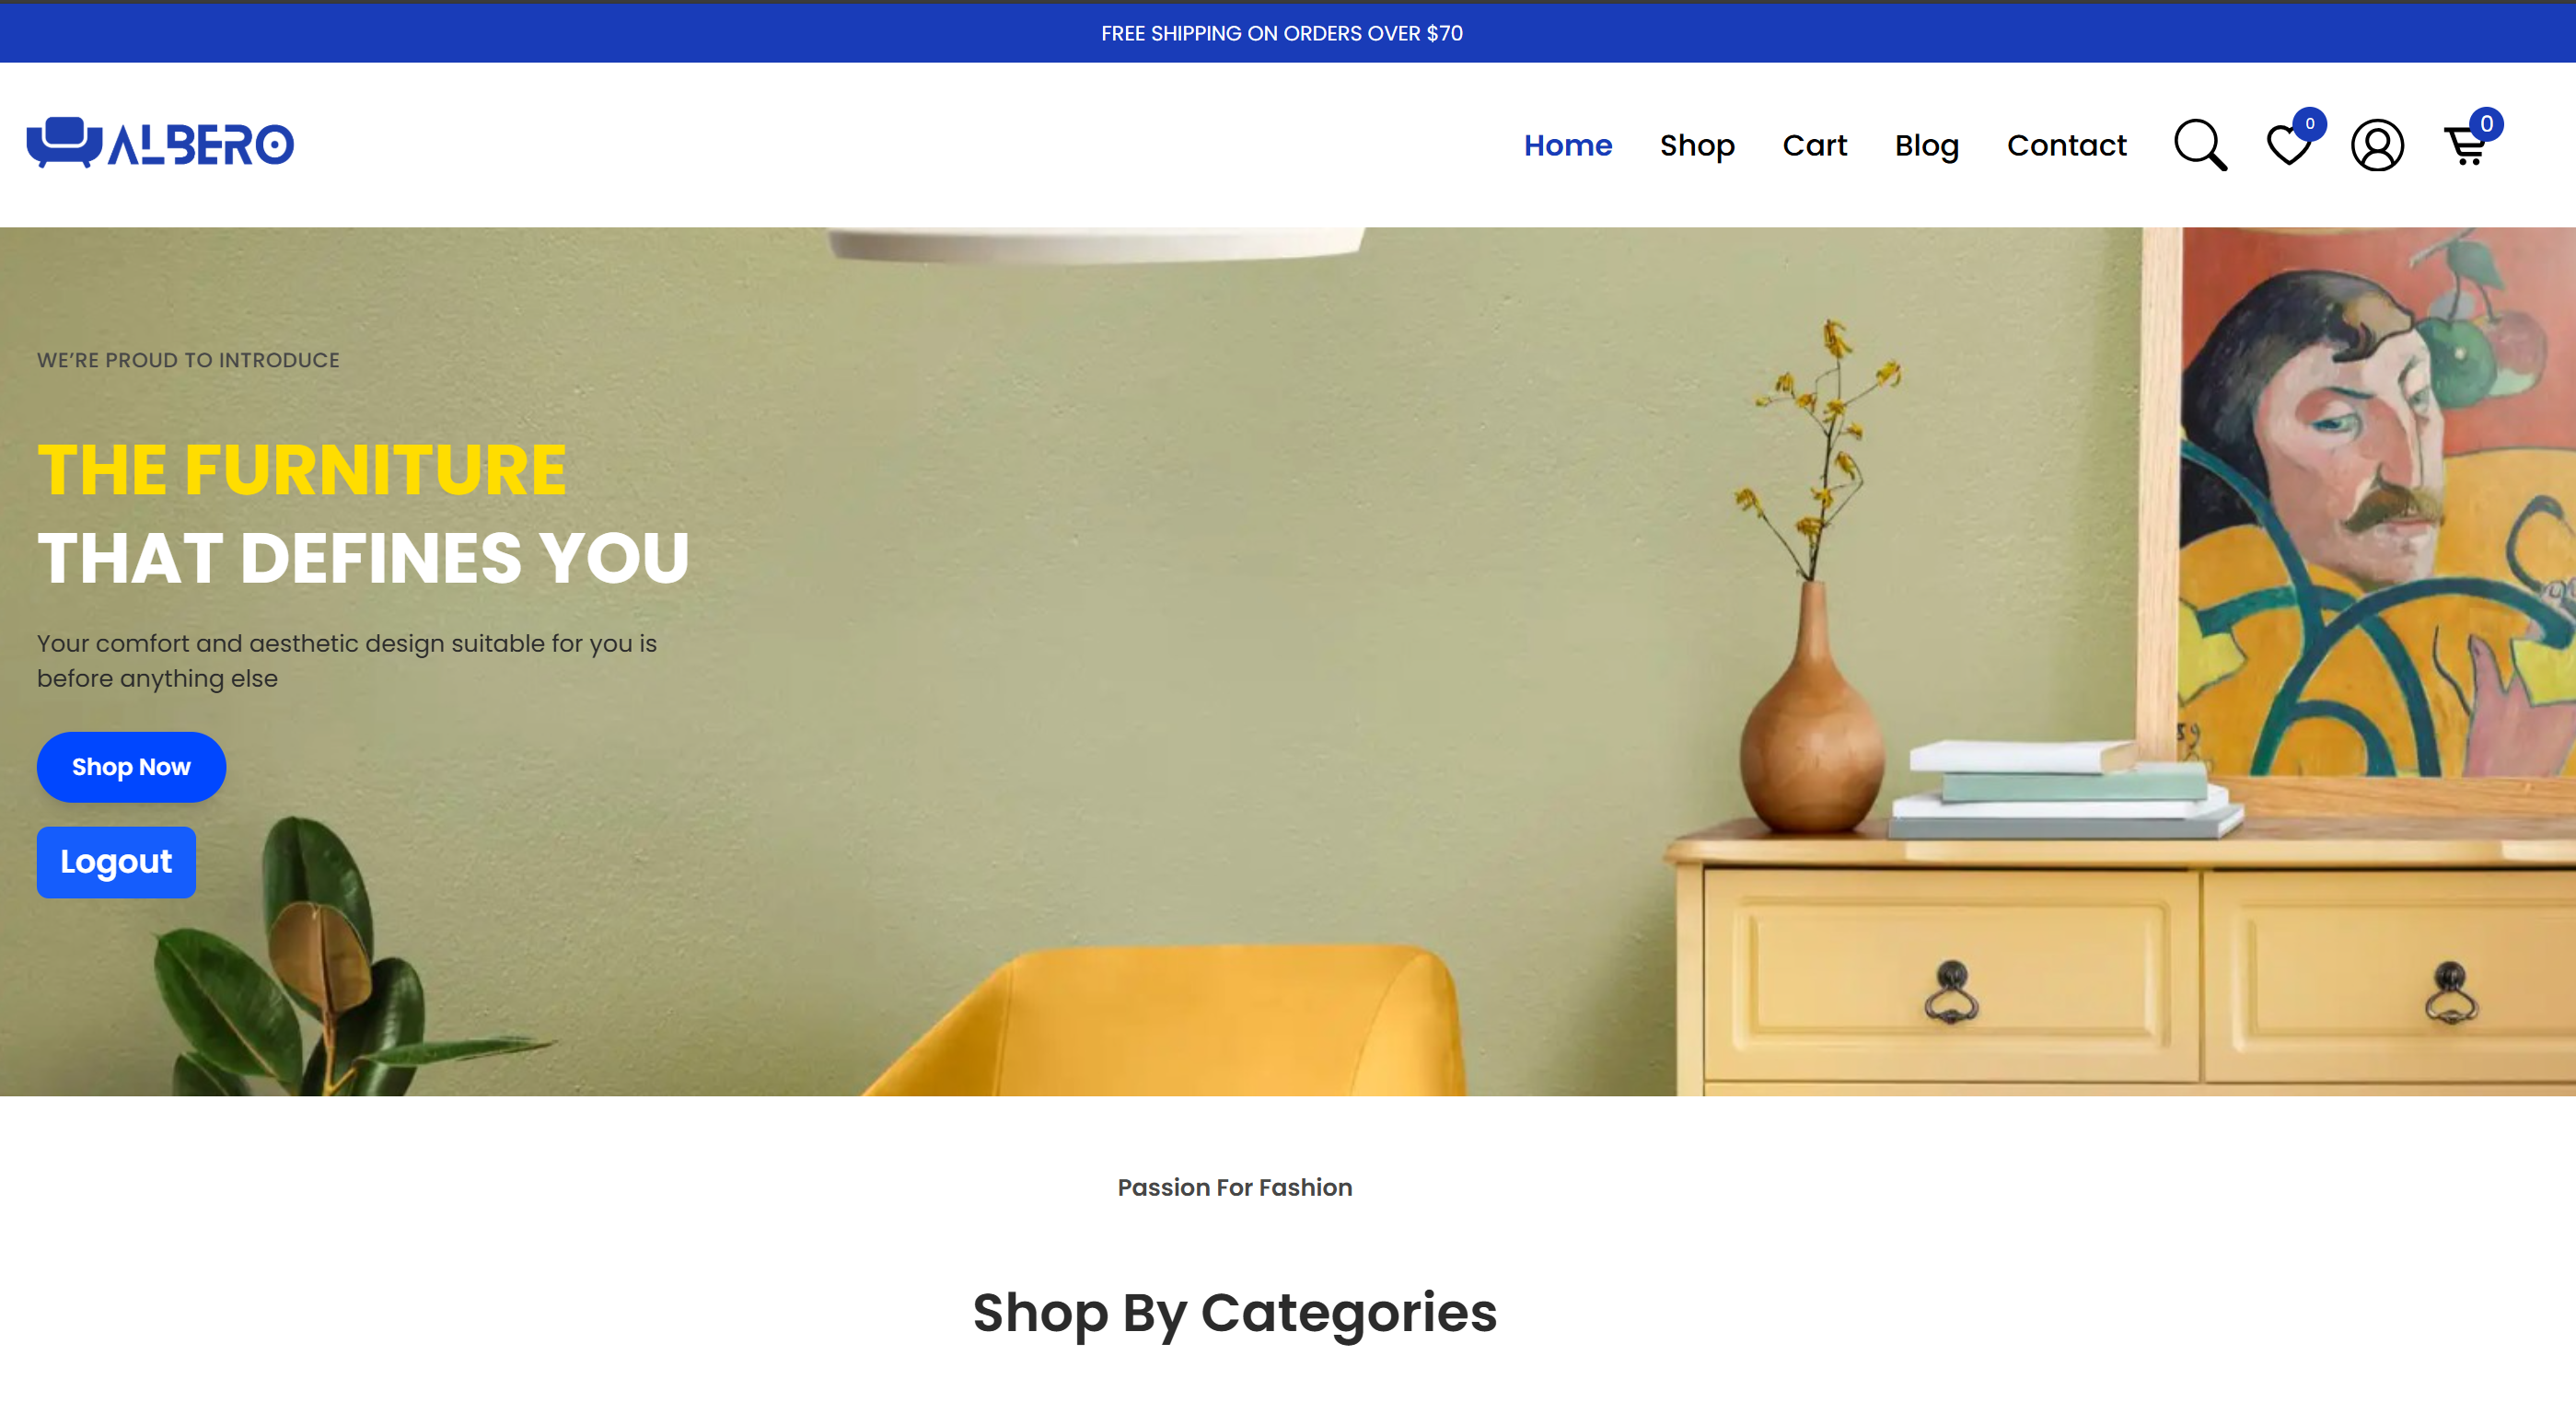 FREE SHIPPING ON ORDERS OVER $70
ALBERO
Home Shop Cart Blog Contact 0 0
WE'RE PROUD TO INTRODUCE
THE FURNITURE
THAT DEFINES YOU
Your comfort and aesthetic design suitable for you is
before anything else
Shop Now
Logout
Passion For Fashion
Shop By Categories